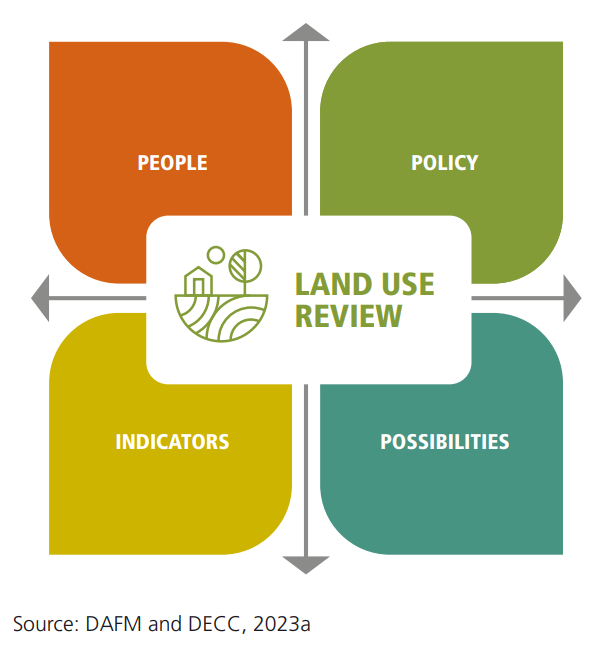 PEOPLE
POLICY
LAND USE
REVIEW
INDICATORS
POSSIBILITIES
Source: DAFM and DECC, 2023a